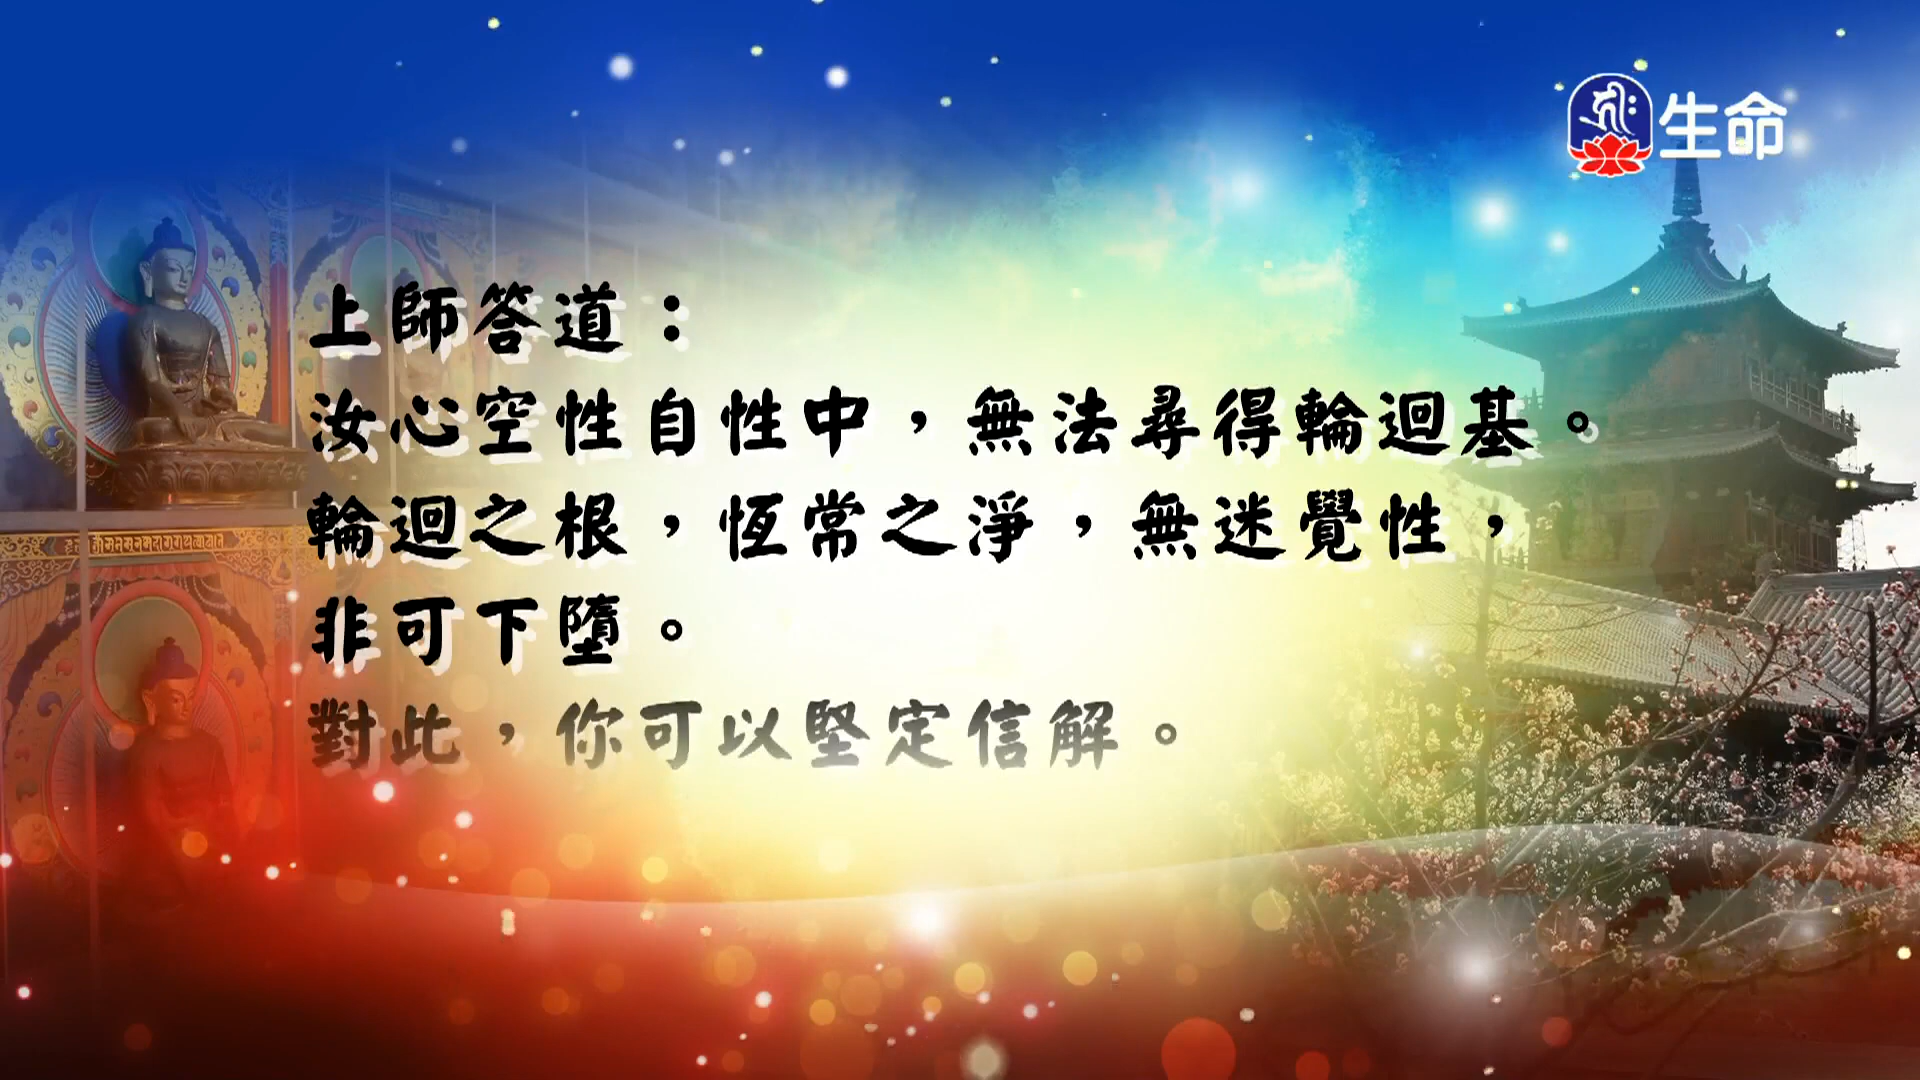 生命
上師答道：
汝心空性自性中，無法尋得輪迴基。
輪迴之根，恆常之淨，無迷覺性，
非可下墮。
對此，你可以堅定信解。